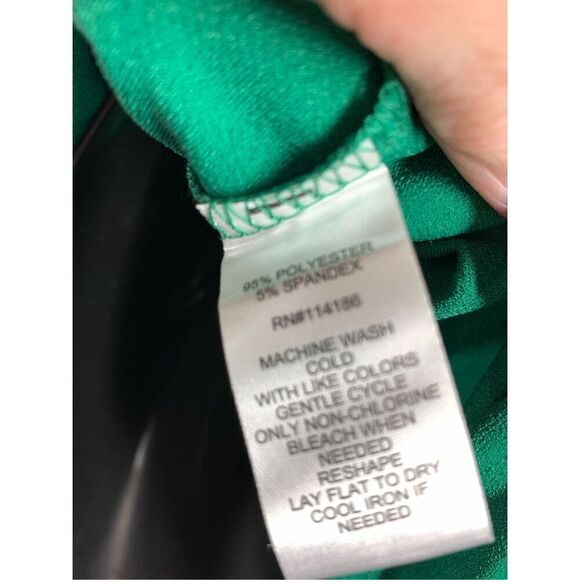 95% POLYESTER
5% SPANDEX
RN#114186
MACHINE WASH
COLD
WITH LIKE COLORS
GENTLE CYCLE
ONLY NON-CHLORINE
BLEACH WHEN
NEEDED
RESHAPE
LAY FLAT TO DRY
COOL IRON IF
NEEDED